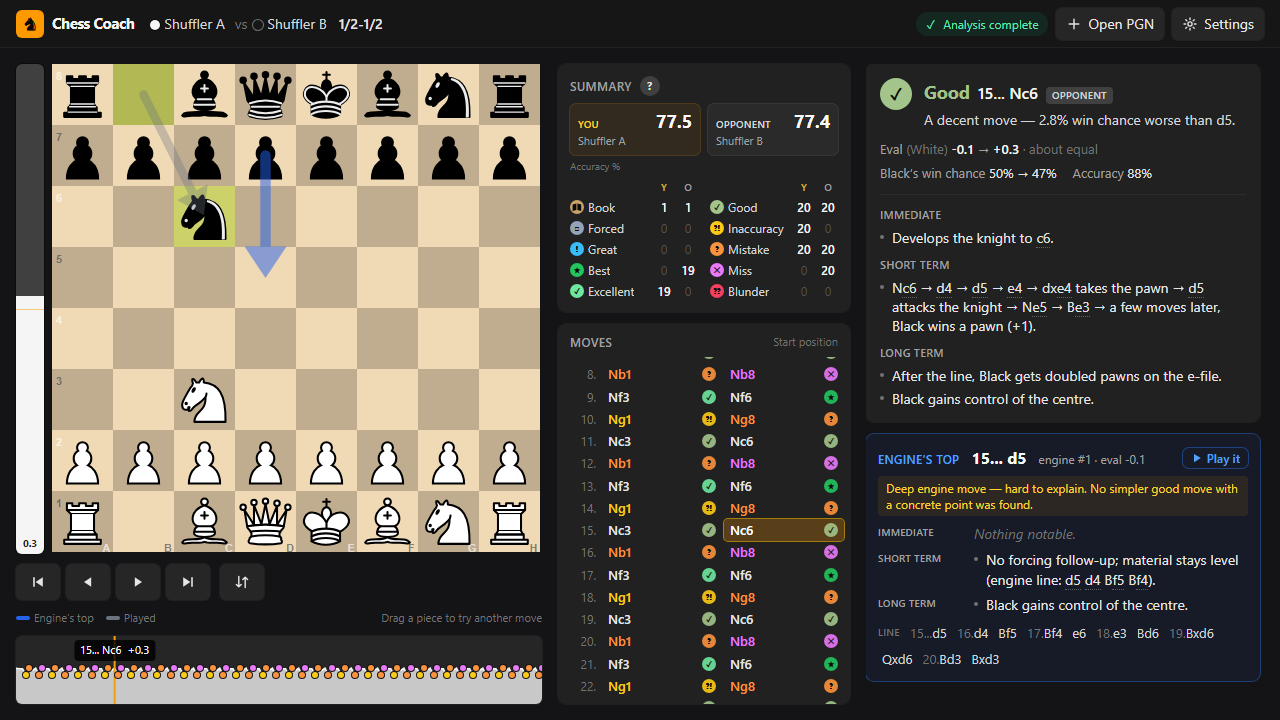 Chess Coach
Shuffler A vs Shuffler B 1/2-1/2
✓ Analysis complete
+ Open PGN
Settings
8
7
6
5
4
3
2
1
A B C D E F G H
0.3
Engine's top Played
Drag a piece to try another move
15... Nc6 +0.3
SUMMARY ?
YOU 77.5
Shuffler A
OPPONENT 77.4
Shuffler B
Accuracy %
Y O Y O
Book 1 1 Good 20 20
Forced 0 0 Inaccuracy 20 0
Great 0 0 Mistake 20 20
Best 0 19 Miss 0 20
Excellent 19 0 Blunder 0 0
MOVES Start position
8. Nb1 Nb8
9. Nf3 Nf6
10. Ng1 Ng8
11. Nc3 Nc6
12. Nb1 Nb8
13. Nf3 Nf6
14. Ng1 Ng8
15. Nc3 Nc6
16. Nb1 Nb8
17. Nf3 Nf6
18. Ng1 Ng8
19. Nc3 Nc6
20. Nb1 Nb8
21. Nf3 Nf6
22. Ng1 Ng8
Good 15... Nc6 OPPONENT
A decent move — 2.8% win chance worse than d5.
Eval (White) -0.1 → +0.3 · about equal
Black's win chance 50% → 47% Accuracy 88%
IMMEDIATE
• Develops the knight to c6.
SHORT TERM
• Nc6 → d4 → d5 → e4 → dxe4 takes the pawn → d5
attacks the knight → Ne5 → Be3 → a few moves later,
Black wins a pawn (+1).
LONG TERM
• After the line, Black gets doubled pawns on the e-file.
• Black gains control of the centre.
ENGINE'S TOP 15... d5 engine #1 · eval -0.1
Play it
Deep engine move — hard to explain. No simpler good move with
a concrete point was found.
IMMEDIATE Nothing notable.
SHORT TERM • No forcing follow-up; material stays level
(engine line: d5 d4 Bf5 Bf4).
LONG TERM • Black gains control of the centre.
LINE 15...d5 16.d4 Bf5 17.Bf4 e6 18.e3 Bd6 19.Bxd6
Qxd6 20.Bd3 Bxd3